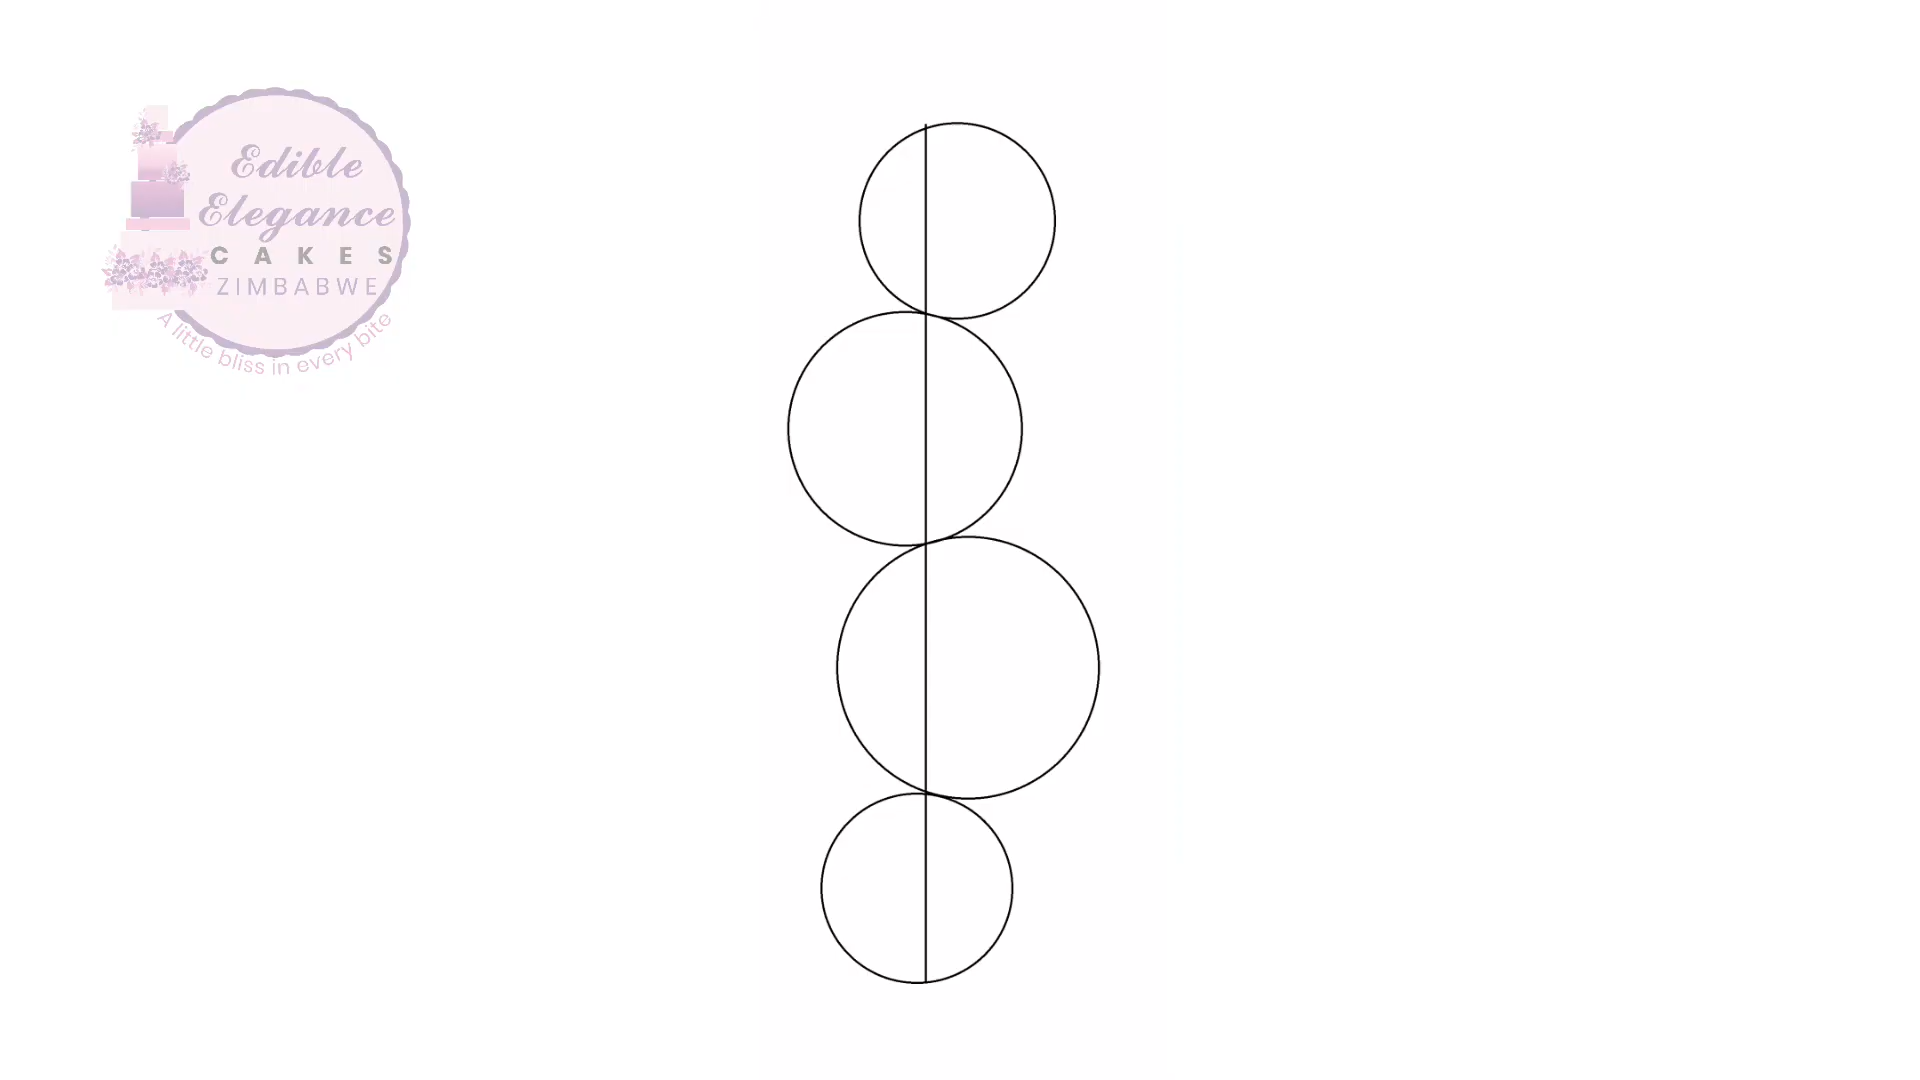 Edible
Elegance
CAKES
ZIMBABWE
A little bliss in every bite